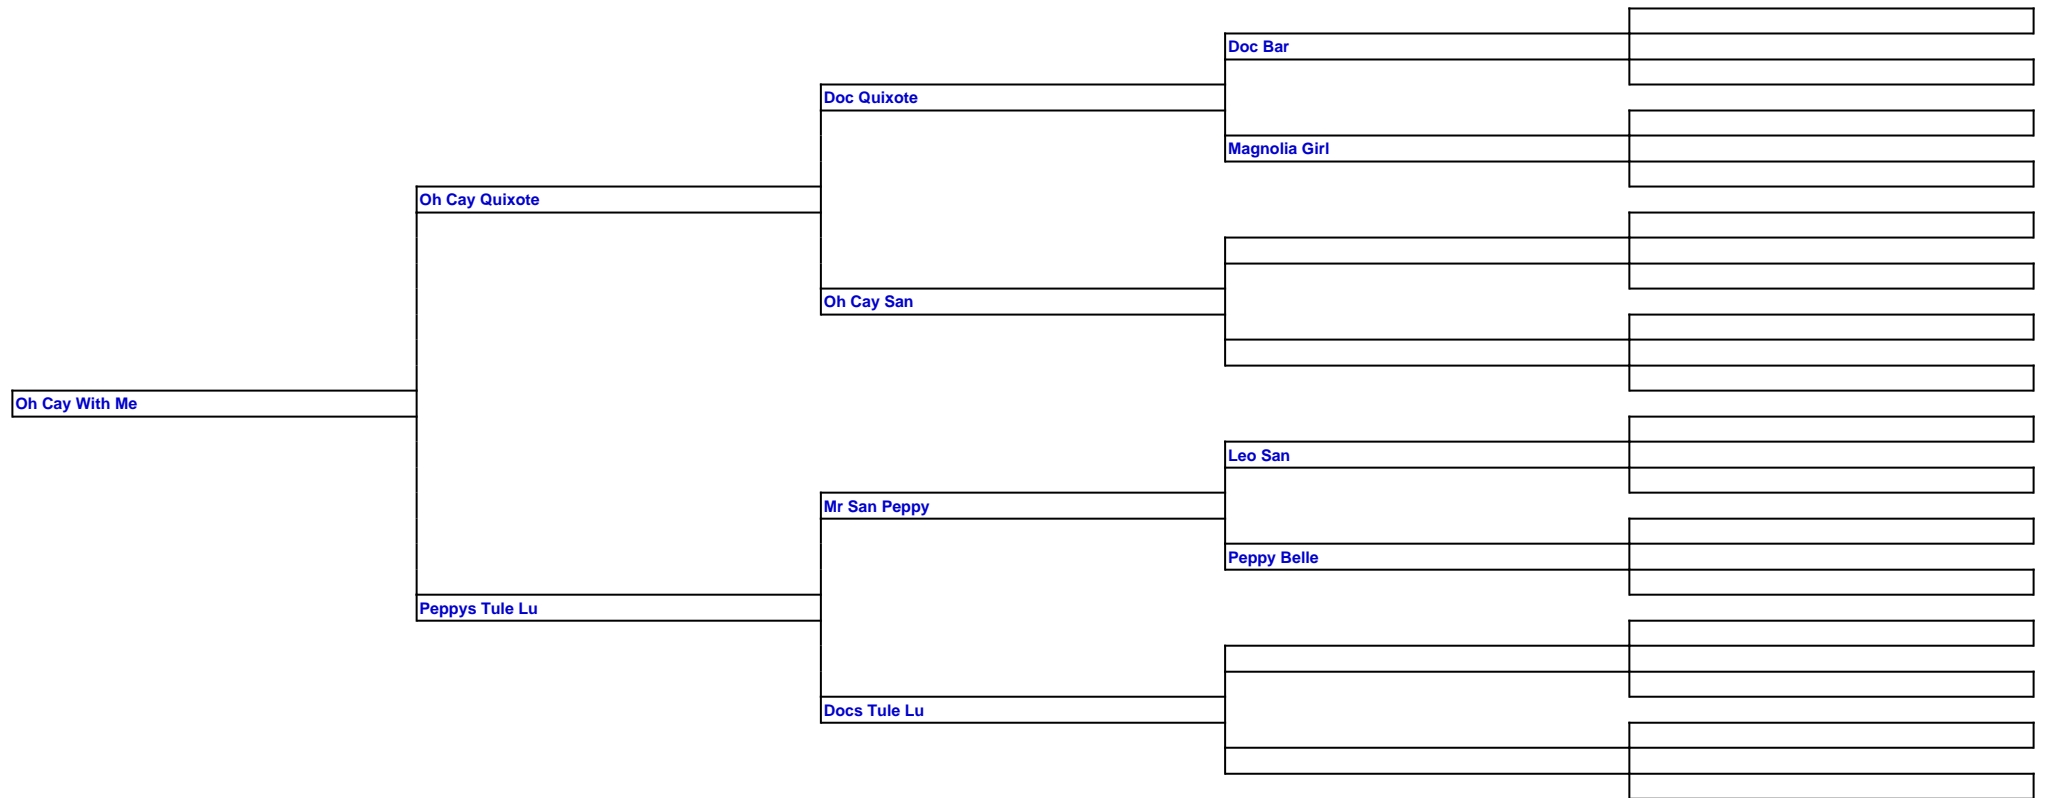 Doc Bar
Doc Quixote
Magnolia Girl
Oh Cay Quixote
Oh Cay San
Oh Cay With Me
Leo San
Mr San Peppy
Peppy Belle
Peppys Tule Lu
Docs Tule Lu